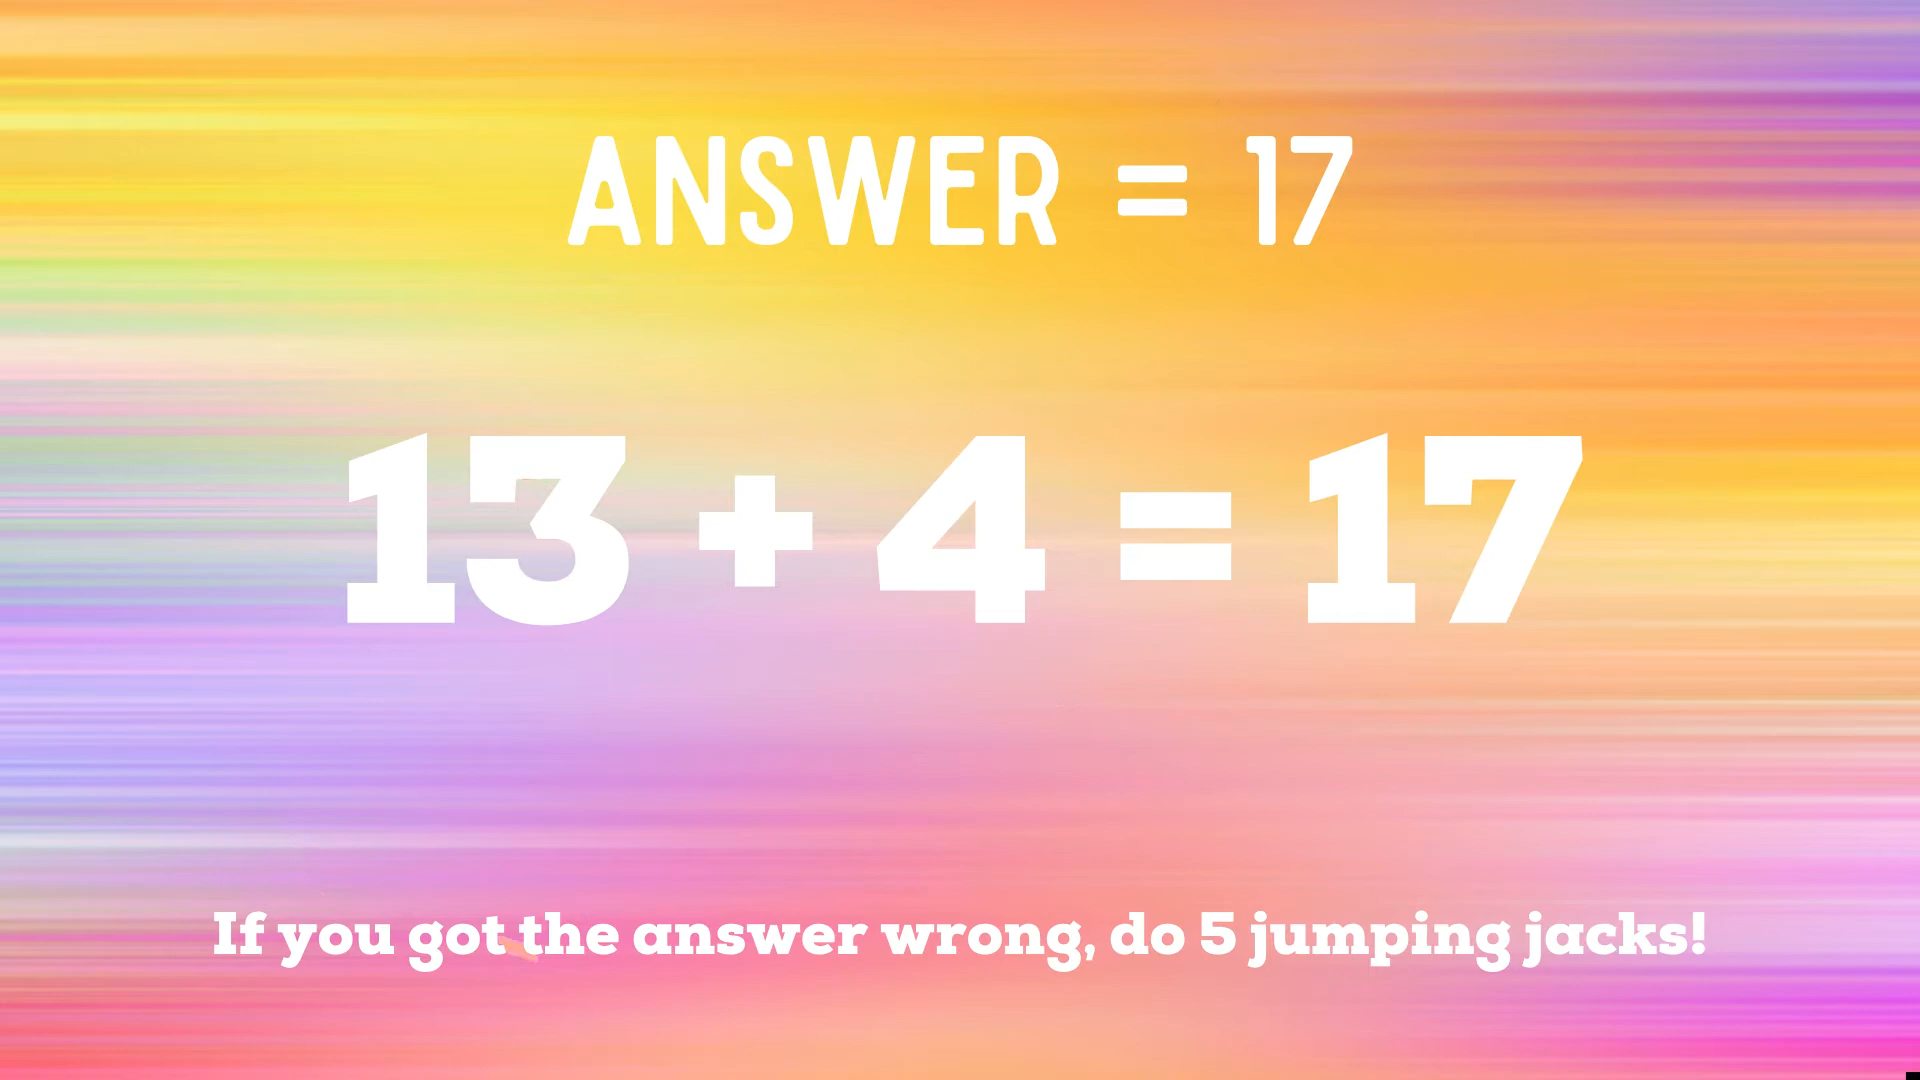 ANSWER = 17
13 + 4 = 17
If you got the answer wrong, do 5 jumping jacks!